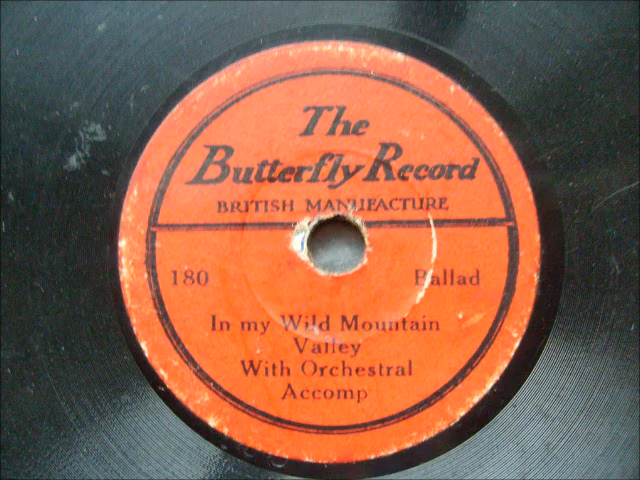 The
Butterfly Record
BRITISH MANUFACTURE
180 Ballad
In my Wild Mountain
Valley
With Orchestral
Accomp